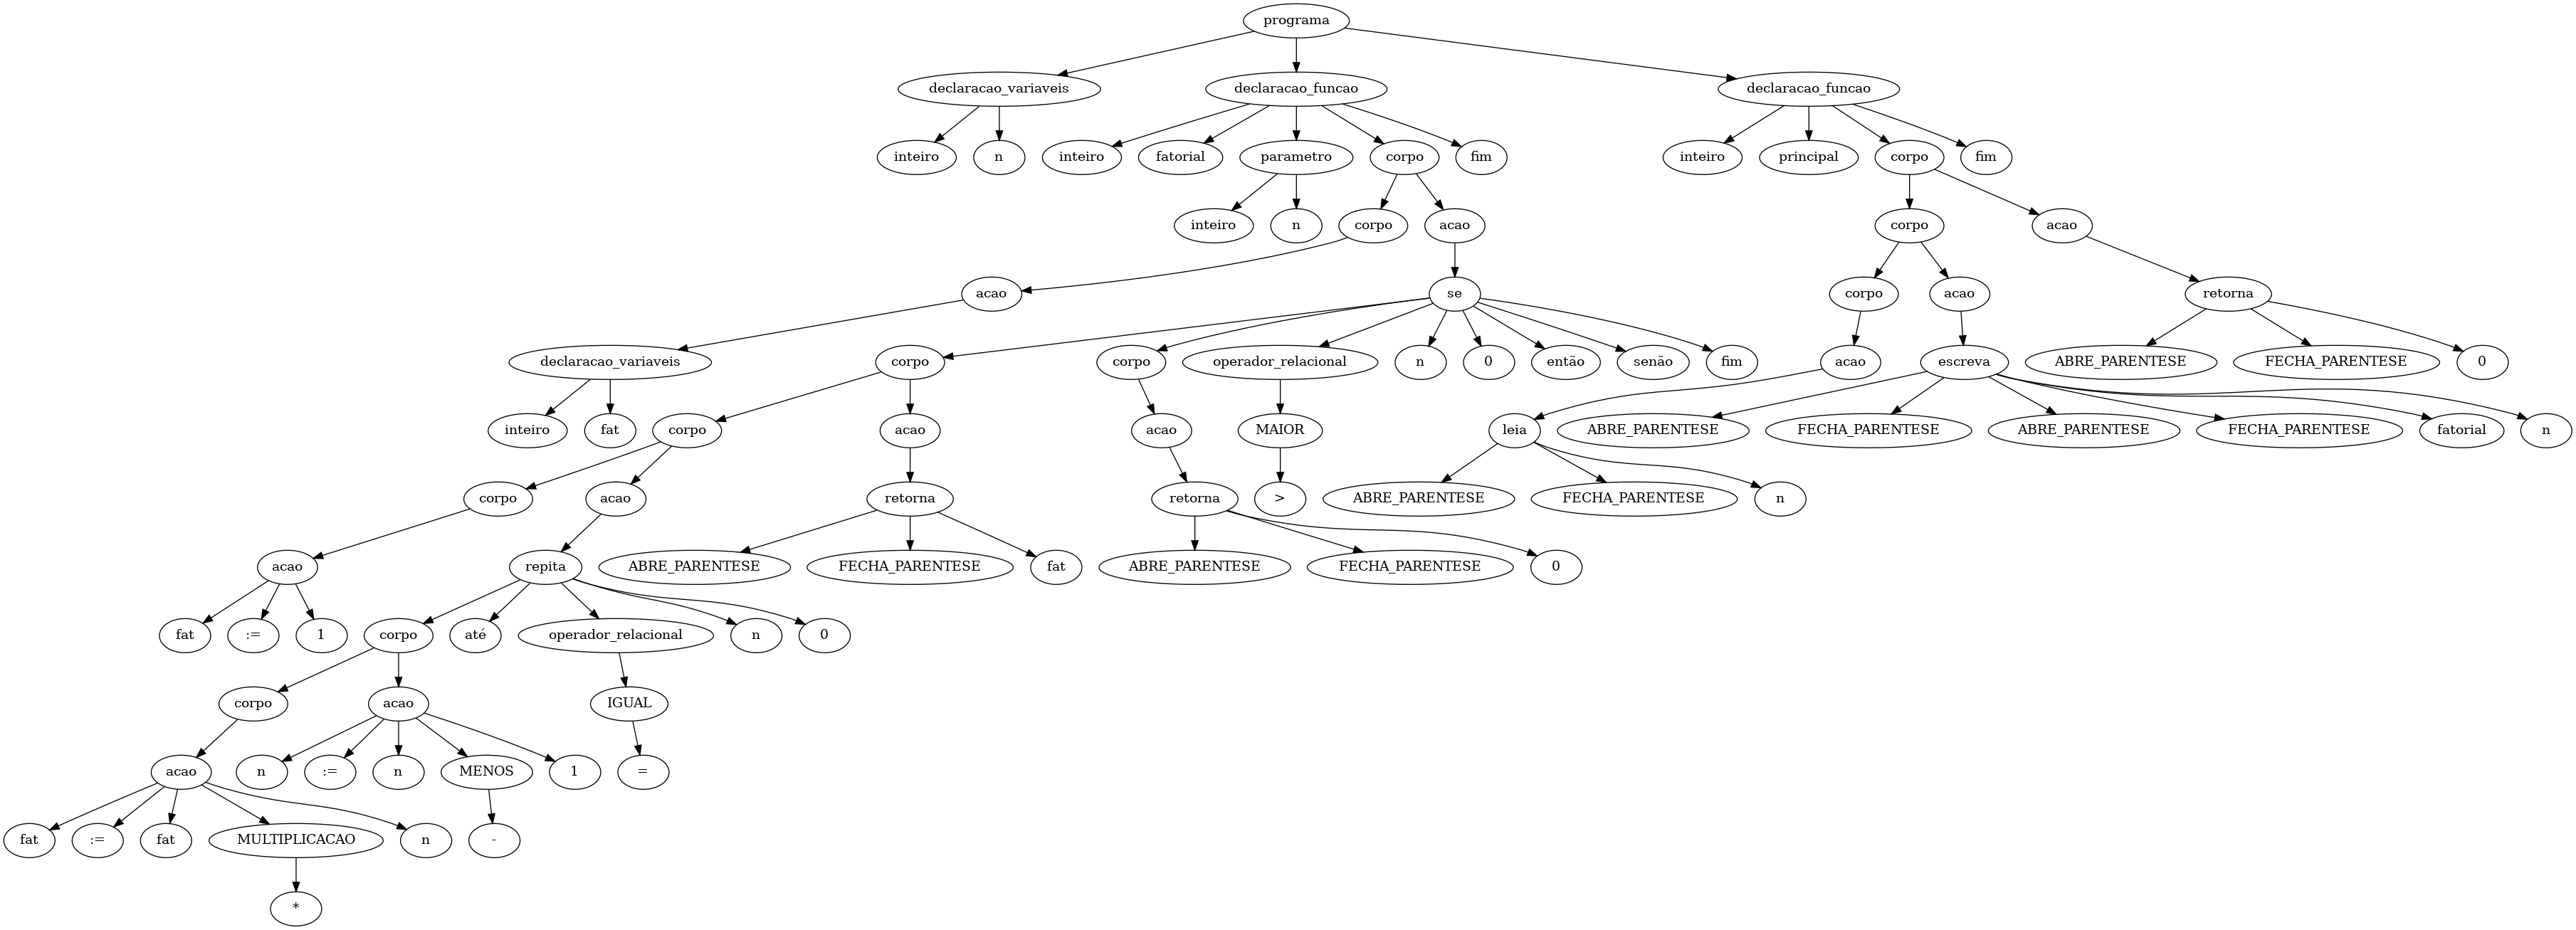 programa
declaracao_variaveis declaracao_funcao declaracao_funcao
inteiro n inteiro fatorial parametro corpo fim inteiro principal corpo fim
inteiro n corpo acao corpo acao
acao se corpo acao retorna
declaracao_variaveis corpo corpo operador_relacional n 0 então senão fim acao escreva ABRE_PARENTESE FECHA_PARENTESE 0
inteiro fat corpo acao acao MAIOR leia ABRE_PARENTESE FECHA_PARENTESE ABRE_PARENTESE FECHA_PARENTESE fatorial n
corpo acao retorna retorna > ABRE_PARENTESE FECHA_PARENTESE n
acao repita ABRE_PARENTESE FECHA_PARENTESE fat ABRE_PARENTESE FECHA_PARENTESE 0
fat := 1 corpo até operador_relacional n 0
corpo acao IGUAL
acao n := n MENOS 1 =
fat := fat MULTIPLICACAO n -
*